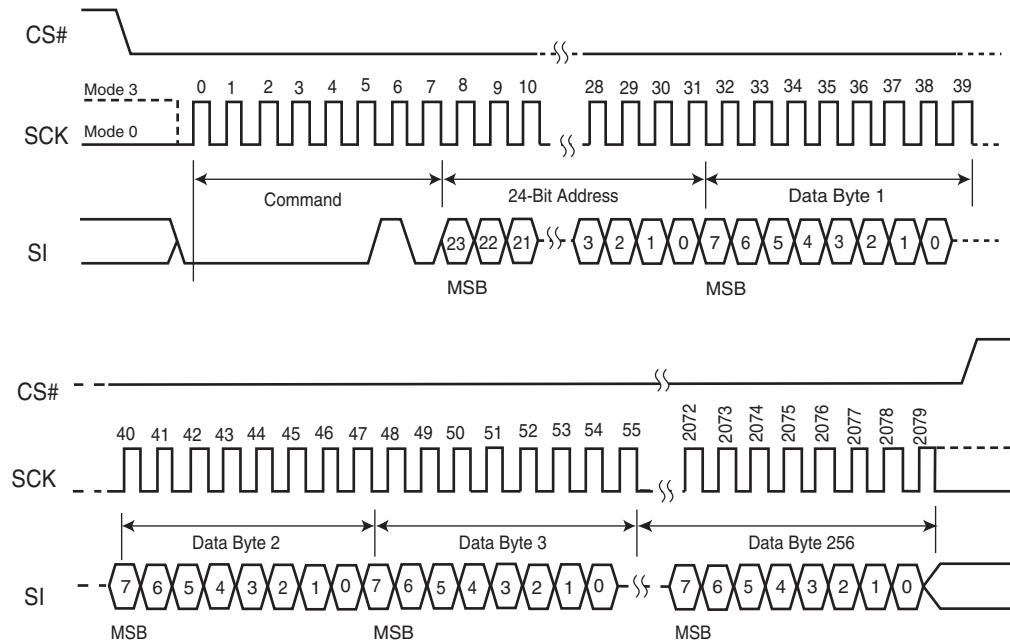 CS#
Mode 3
0 1 2 3 4 5 6 7 8 9 10 28 29 30 31 32 33 34 35 36 37 38 39
SCK
Mode 0
Command 24-Bit Address Data Byte 1
SI
23 22 21 3 2 1 0 7 6 5 4 3 2 1 0
MSB MSB
CS#
40 41 42 43 44 45 46 47 48 49 50 51 52 53 54 55 2072 2073 2074 2075 2076 2077 2078 2079
SCK
Data Byte 2 Data Byte 3 Data Byte 256
SI
7 6 5 4 3 2 1 0 7 6 5 4 3 2 1 0 7 6 5 4 3 2 1 0
MSB MSB MSB